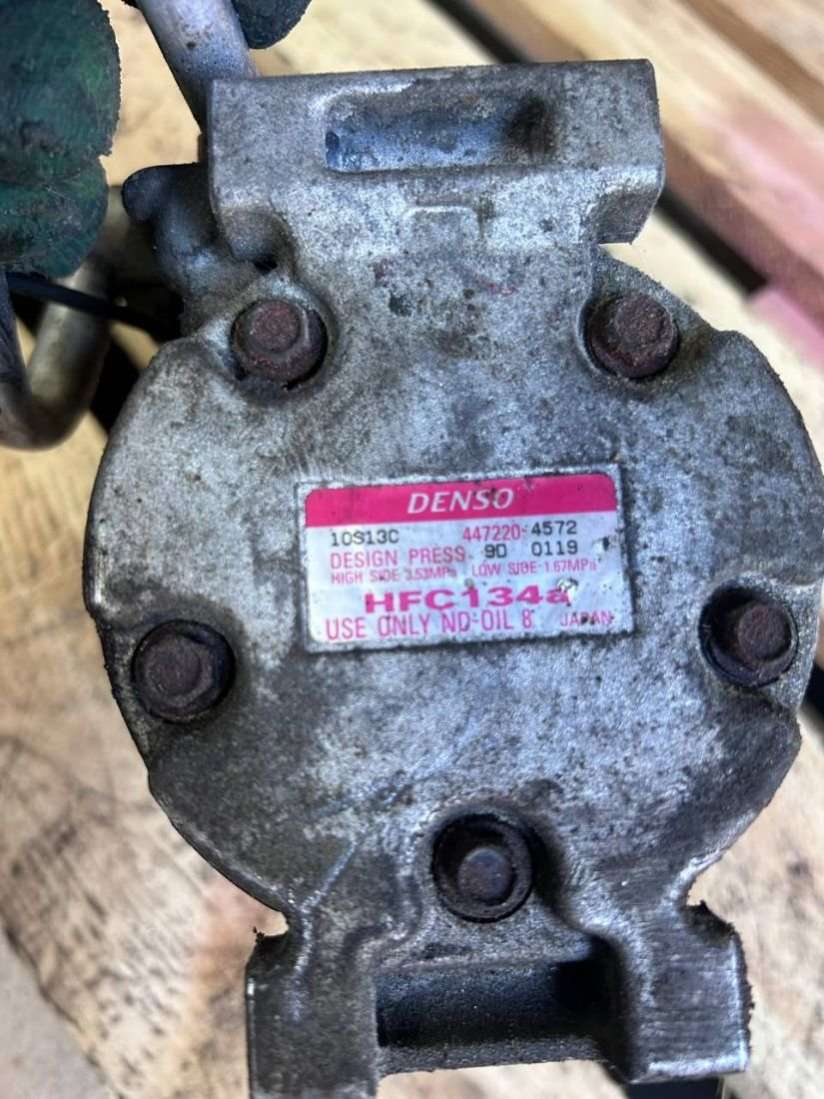 DENSO
10S13C 447220-4572
DESIGN PRESS. 90 0119
HIGH SIDE 3.53MPa LOW SIDE 1.67MPa
HFC134a
USE ONLY ND-OIL 8 JAPAN